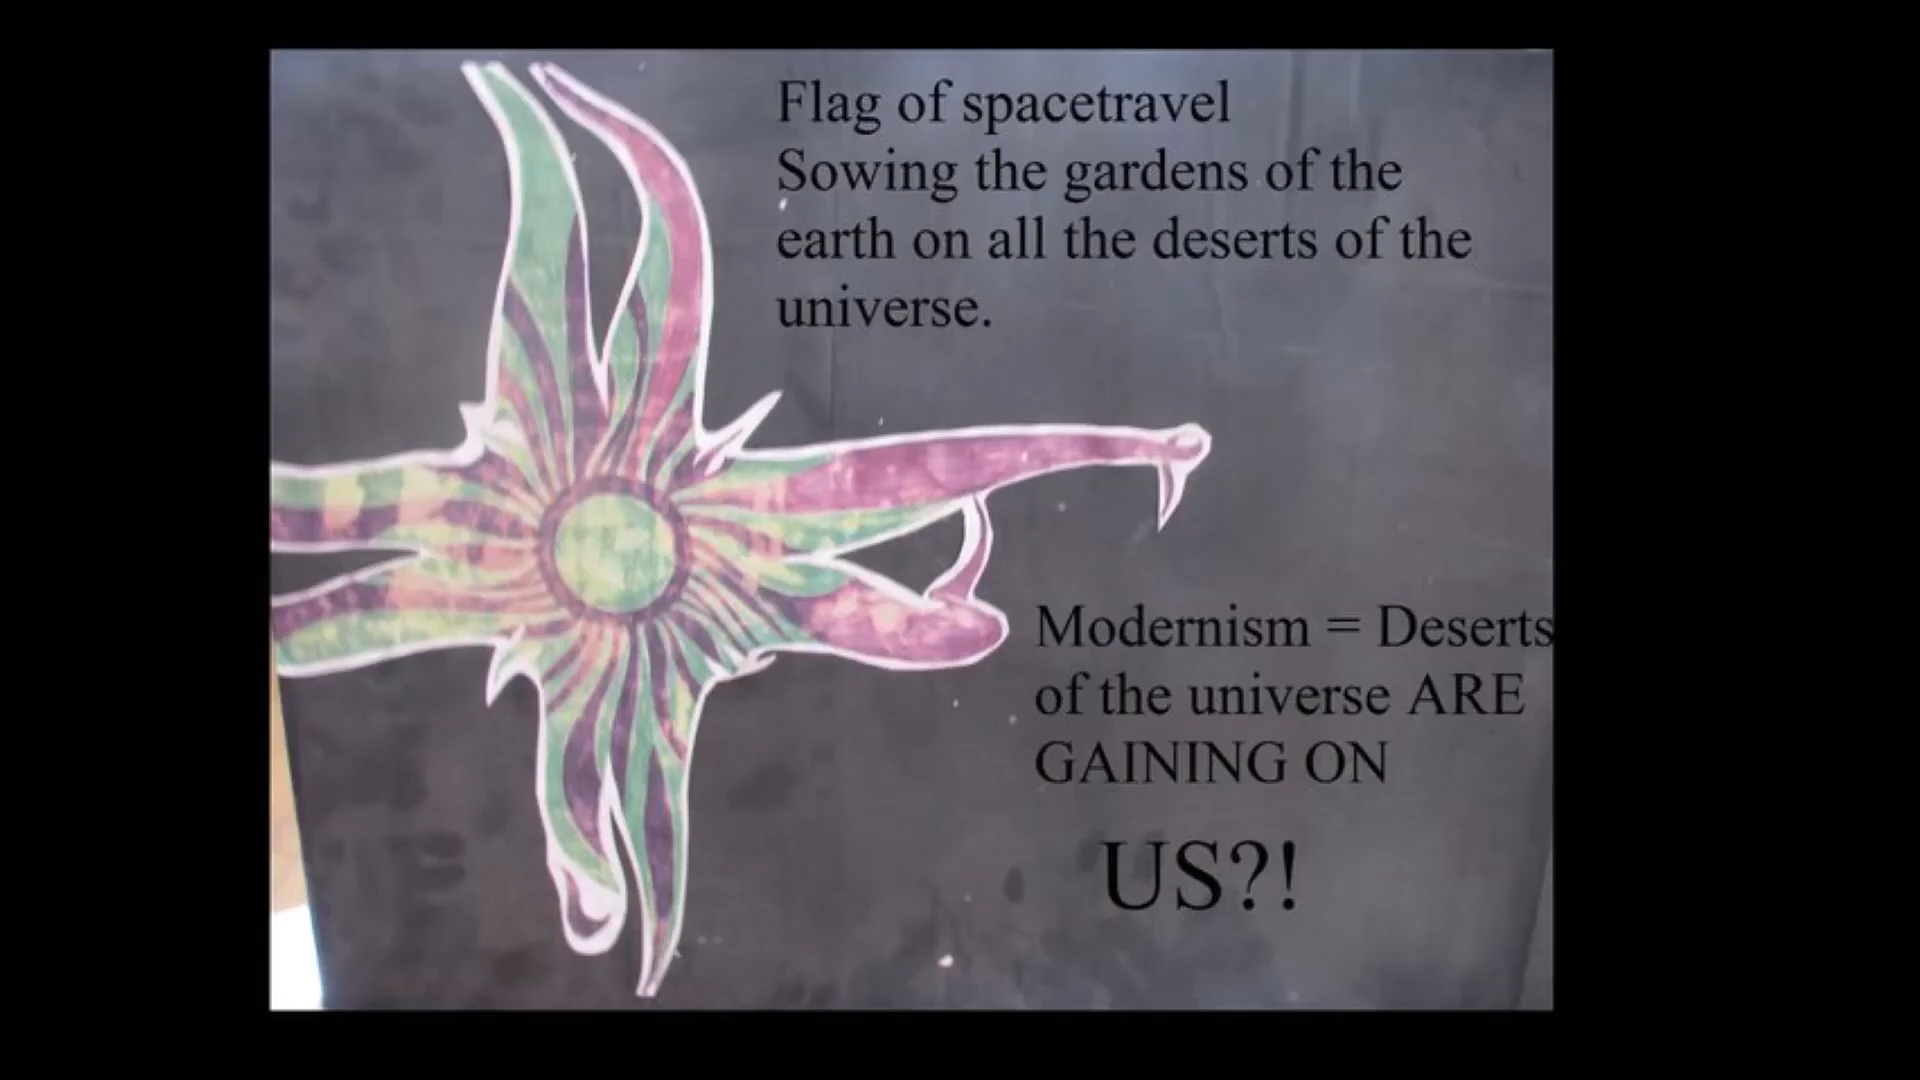 Flag of spacetravel
Sowing the gardens of the
earth on all the deserts of the
universe.
Modernism = Deserts
of the universe ARE
GAINING ON
US?!